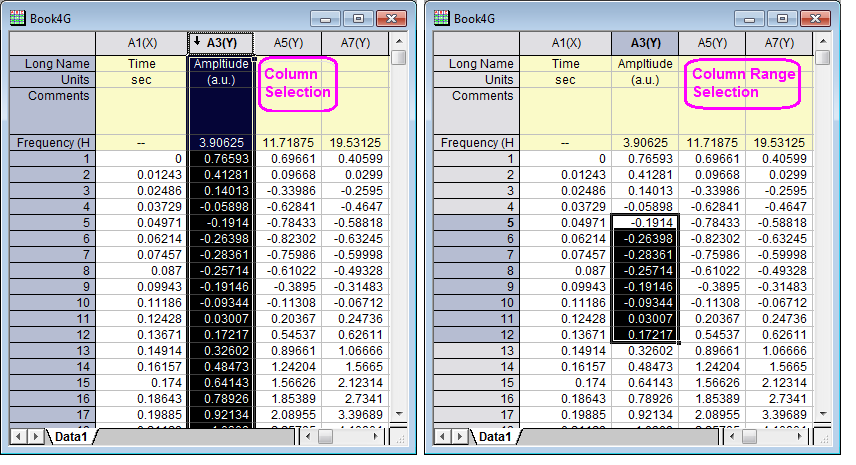 Book4G
A1(X) A3(Y) A5(Y) A7(Y)
Long Name Time Ampltiude
Units sec (a.u.)
Comments
Column
Selection
Frequency (H -- 3.90625 11.71875 19.53125
1 0 0.76593 0.69661 0.40599
2 0.01243 0.41281 0.09668 0.0299
3 0.02486 0.14013 -0.33986 -0.2595
4 0.03729 -0.05898 -0.62841 -0.4647
5 0.04971 -0.1914 -0.78433 -0.58818
6 0.06214 -0.26398 -0.82302 -0.63245
7 0.07457 -0.28361 -0.75986 -0.59998
8 0.087 -0.25714 -0.61022 -0.49328
9 0.09943 -0.19146 -0.3895 -0.31483
10 0.11186 -0.09344 -0.11308 -0.06712
11 0.12428 0.03007 0.20367 0.24736
12 0.13671 0.17217 0.54537 0.62611
13 0.14914 0.32602 0.89661 1.06666
14 0.16157 0.48473 1.24204 1.5665
15 0.174 0.64143 1.56626 2.12314
16 0.18643 0.78926 1.85389 2.7341
17 0.19885 0.92134 2.08955 3.39689
Data1
Book4G
A1(X) A3(Y) A5(Y) A7(Y)
Long Name Time Ampltiude
Units sec (a.u.)
Comments
Column Range
Selection
Frequency (H -- 3.90625 11.71875 19.53125
1 0 0.76593 0.69661 0.40599
2 0.01243 0.41281 0.09668 0.0299
3 0.02486 0.14013 -0.33986 -0.2595
4 0.03729 -0.05898 -0.62841 -0.4647
5 0.04971 -0.1914 -0.78433 -0.58818
6 0.06214 -0.26398 -0.82302 -0.63245
7 0.07457 -0.28361 -0.75986 -0.59998
8 0.087 -0.25714 -0.61022 -0.49328
9 0.09943 -0.19146 -0.3895 -0.31483
10 0.11186 -0.09344 -0.11308 -0.06712
11 0.12428 0.03007 0.20367 0.24736
12 0.13671 0.17217 0.54537 0.62611
13 0.14914 0.32602 0.89661 1.06666
14 0.16157 0.48473 1.24204 1.5665
15 0.174 0.64143 1.56626 2.12314
16 0.18643 0.78926 1.85389 2.7341
17 0.19885 0.92134 2.08955 3.39689
Data1